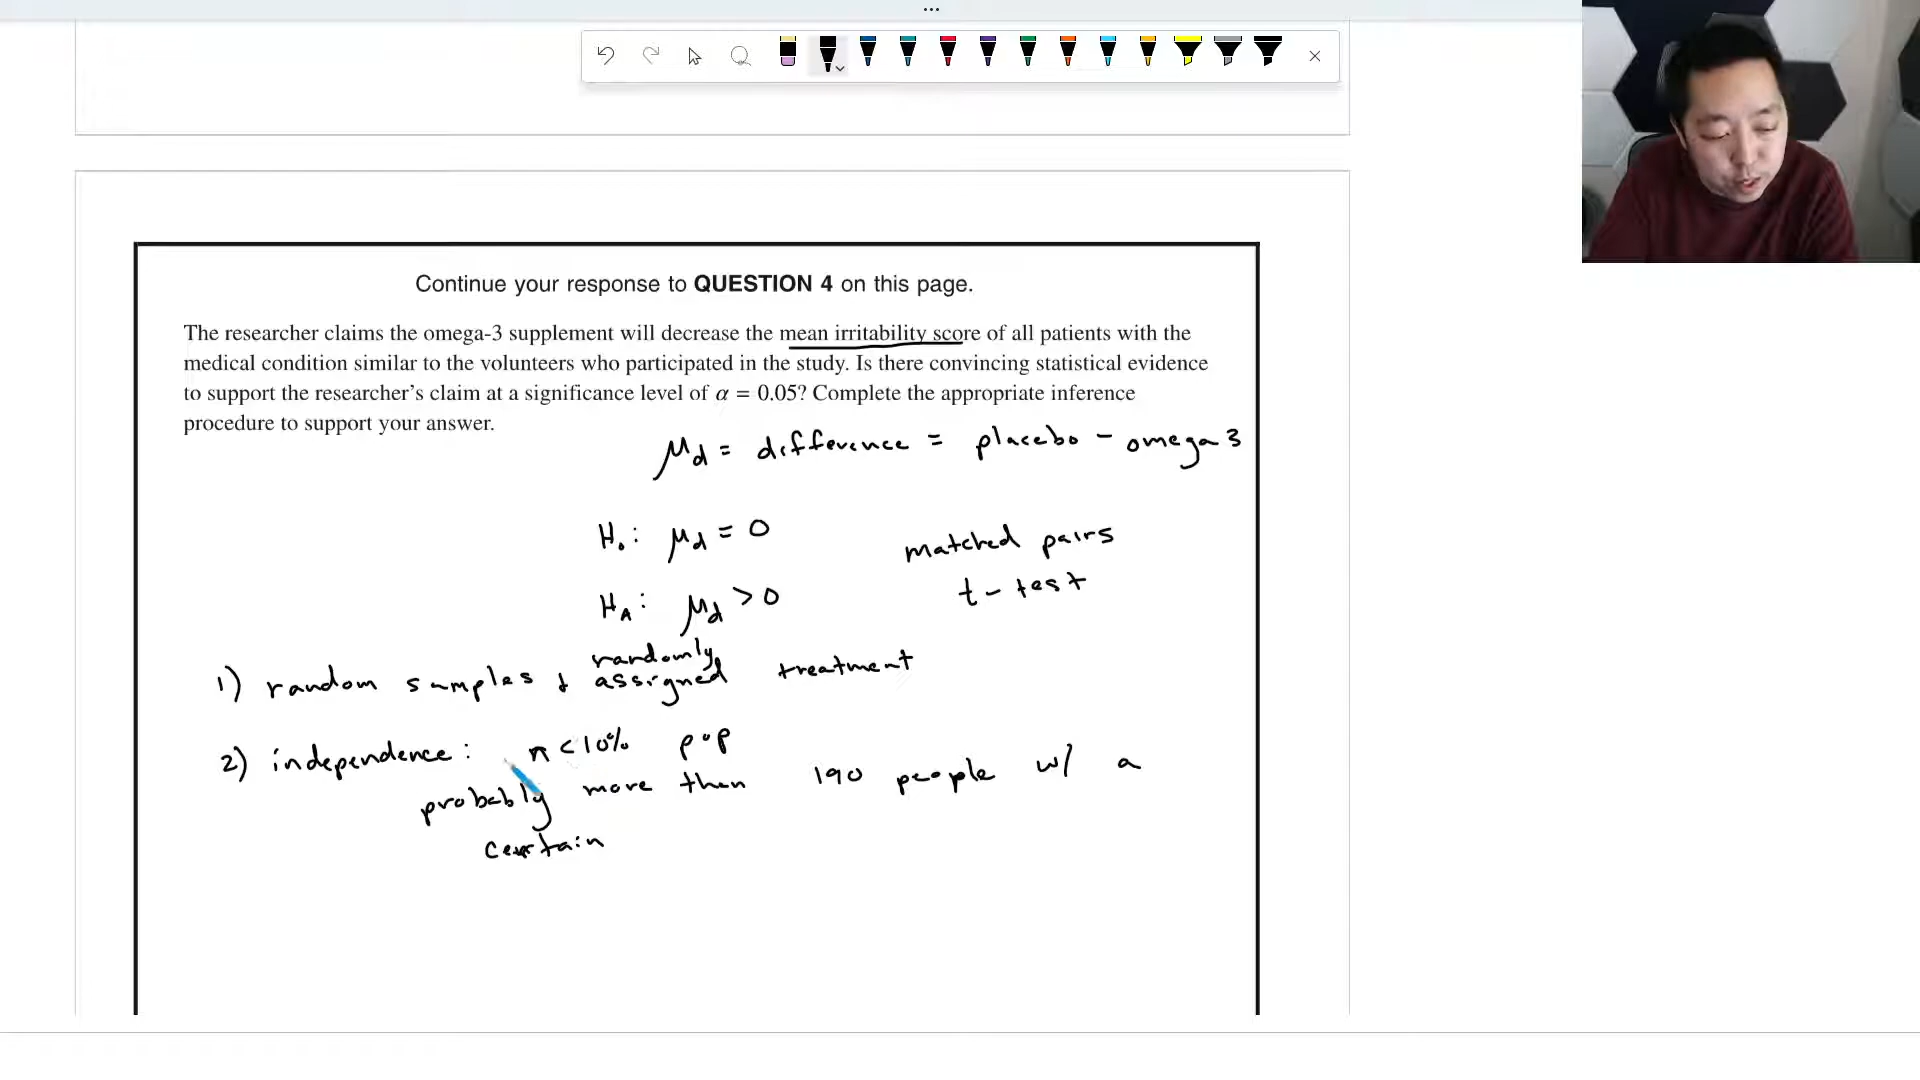 ...
Continue your response to QUESTION 4 on this page.
The researcher claims the omega-3 supplement will decrease the mean irritability score of all patients with the
medical condition similar to the volunteers who participated in the study. Is there convincing statistical evidence
to support the researcher's claim at a significance level of α = 0.05? Complete the appropriate inference
procedure to support your answer.
μd = difference = placebo - omega 3
H₀: μd = 0
matched pairs
t - test
HA: μd > 0
1) random samples + randomly assigned treatment
2) independence: n < 10% pop
probably more then 190 people w/ a
certain